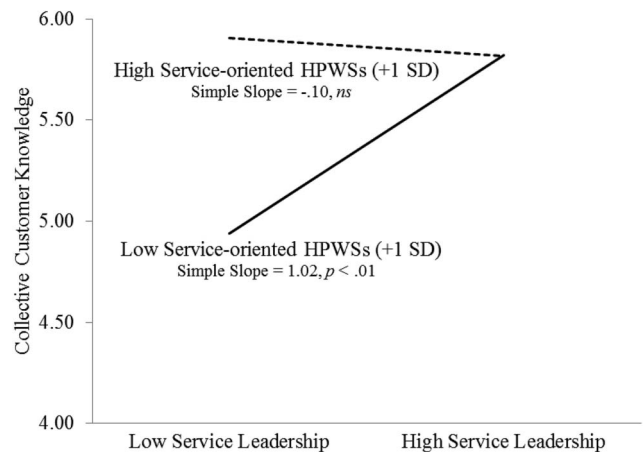 6.00
High Service-oriented HPWSs (+1 SD)
Simple Slope = -.10, ns
5.50
Collective Customer Knowledge
5.00
Low Service-oriented HPWSs (+1 SD)
Simple Slope = 1.02, p < .01
4.50
4.00
Low Service Leadership
High Service Leadership